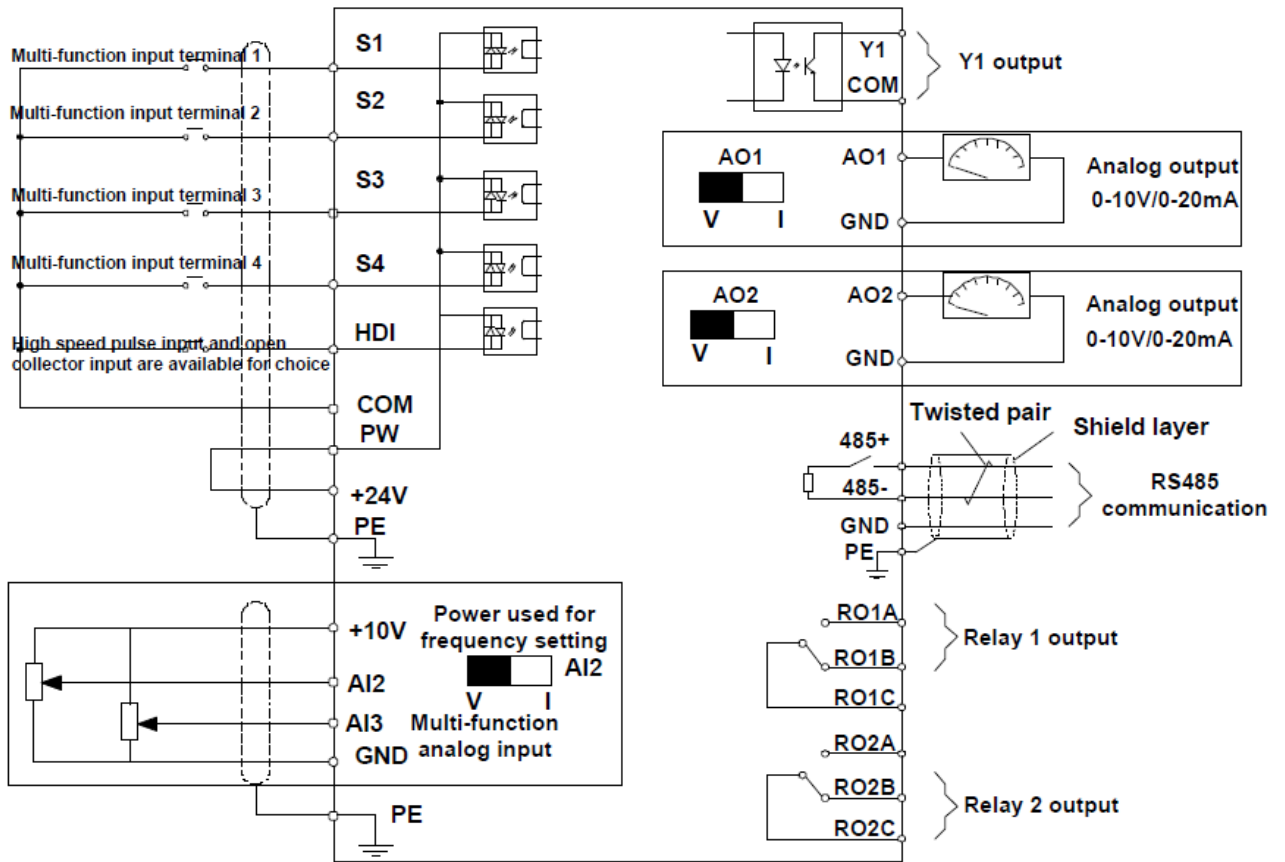 Multi-function input terminal 1
S1
Multi-function input terminal 2
S2
Multi-function input terminal 3
S3
Multi-function input terminal 4
S4
High speed pulse input and open
collector input are available for choice
HDI
COM
PW
+24V
PE
+10V
Power used for
frequency setting
AI2
V I
AI2
AI3
Multi-function
analog input
GND
PE
Y1
COM
Y1 output
AO1
V I
AO1
GND
Analog output
0-10V/0-20mA
AO2
V I
AO2
GND
Analog output
0-10V/0-20mA
Twisted pair
Shield layer
485+
485-
GND
PE
RS485
communication
RO1A
RO1B
RO1C
Relay 1 output
RO2A
RO2B
RO2C
Relay 2 output